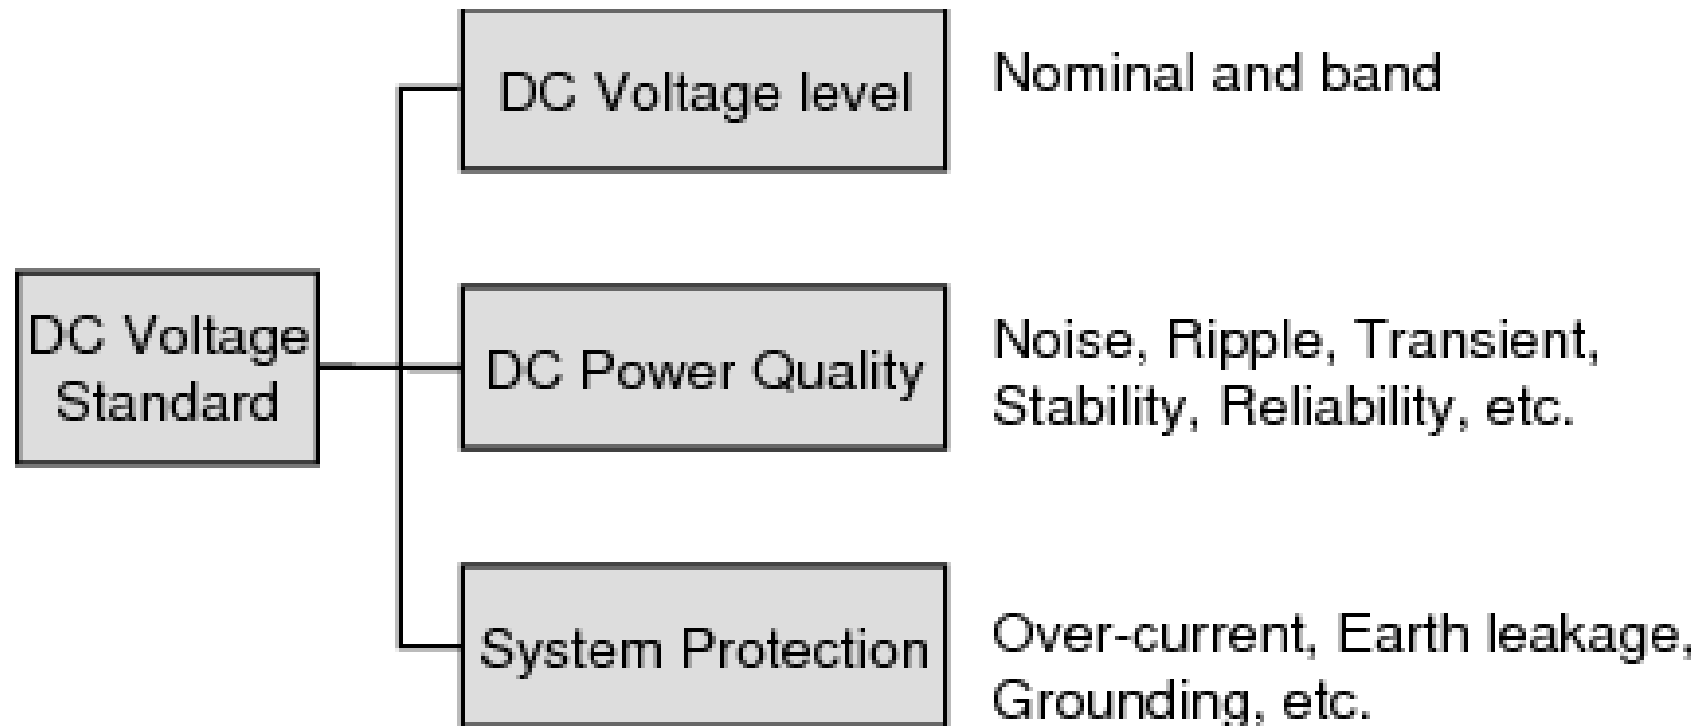 DC Voltage level
Nominal and band
DC Voltage
Standard
DC Power Quality
Noise, Ripple, Transient,
Stability, Reliability, etc.
System Protection
Over-current, Earth leakage,
Grounding, etc.